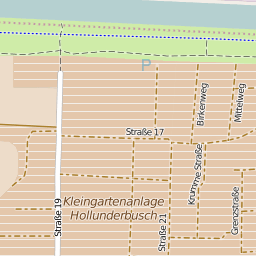 P
Birkenweg
Mittelweg
Straße 17
Krumme Straße
Kleingartenanlage
Hollunderbusch
Straße 19
Straße 21
Grenzstraße